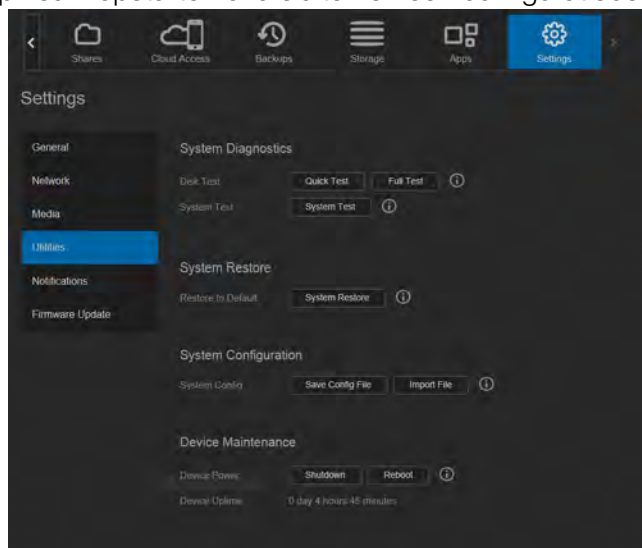 Shares
Cloud Access
Backups
Storage
Apps
Settings
Settings
General
Network
Media
Utilities
Notifications
Firmware Update
System Diagnostics
Disk Test
Quick Test
Full Test
System Test
System Test
System Restore
Restore to Default
System Restore
System Configuration
System Config
Save Config File
Import File
Device Maintenance
Device Power
Shutdown
Reboot
Device Uptime
0 day 4 hours 45 minutes